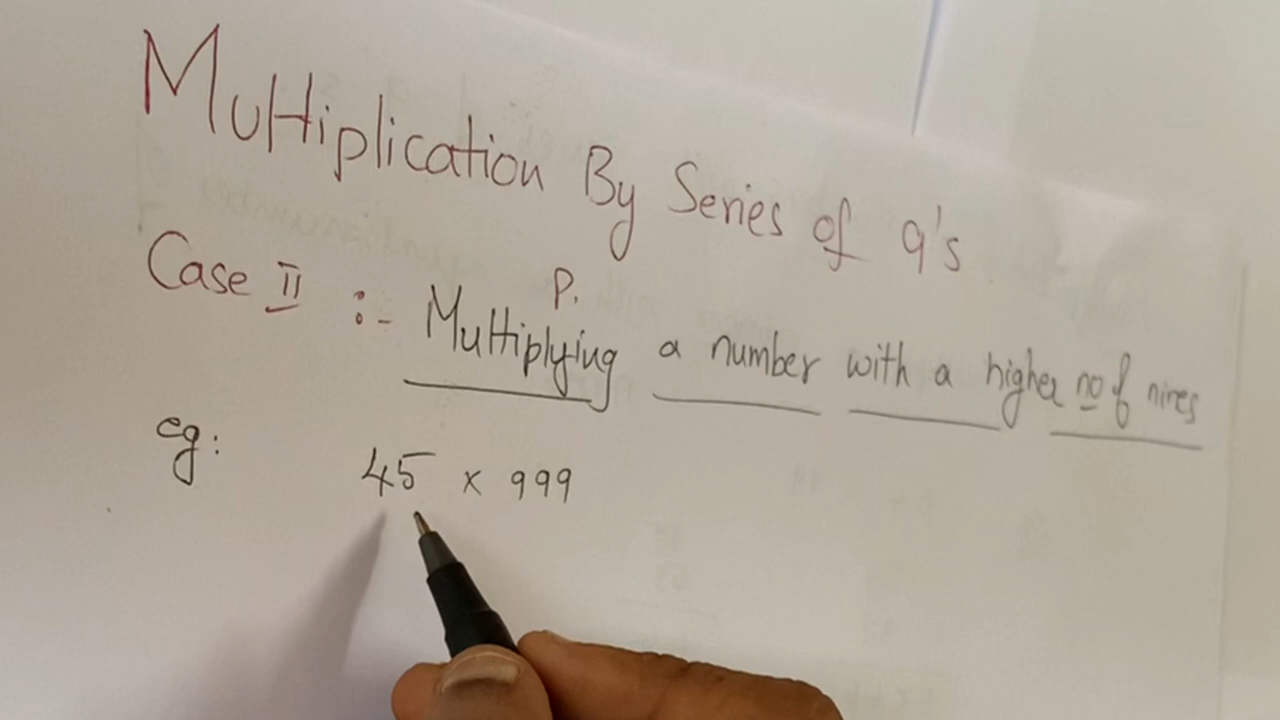 Multiplication By Series of 9's
P.
Case II :- Multiplying a number with a higher no of nines
eg: 45 x 999